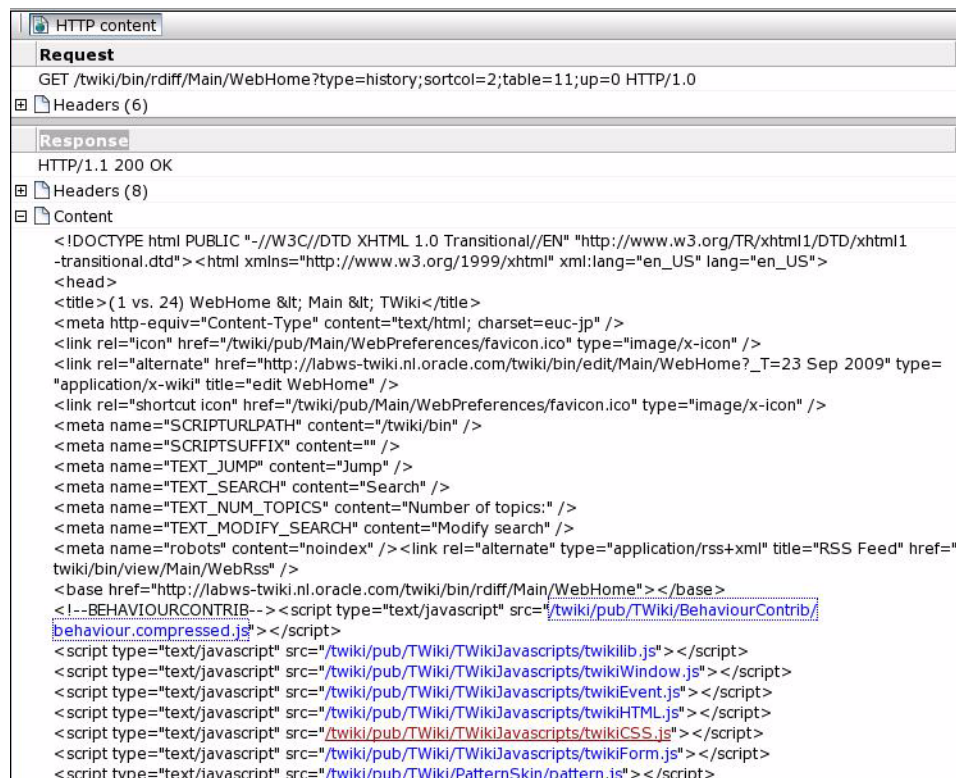 HTTP content
Request
GET /twiki/bin/rdiff/Main/WebHome?type=history;sortcol=2;table=11;up=0 HTTP/1.0
Headers (6)
Response
HTTP/1.1 200 OK
Headers (8)
Content
<!DOCTYPE html PUBLIC "-//W3C//DTD XHTML 1.0 Transitional//EN" "http://www.w3.org/TR/xhtml1/DTD/xhtml1
-transitional.dtd"><html xmlns="http://www.w3.org/1999/xhtml" xml:lang="en_US" lang="en_US">
<head>
<title>(1 vs. 24) WebHome &lt; Main &lt; TWiki</title>
<meta http-equiv="Content-Type" content="text/html; charset=euc-jp" />
<link rel="icon" href="/twiki/pub/Main/WebPreferences/favicon.ico" type="image/x-icon" />
<link rel="alternate" href="http://labws-twiki.nl.oracle.com/twiki/bin/edit/Main/WebHome?_T=23 Sep 2009" type=
"application/x-wiki" title="edit WebHome" />
<link rel="shortcut icon" href="/twiki/pub/Main/WebPreferences/favicon.ico" type="image/x-icon" />
<meta name="SCRIPTURLPATH" content="/twiki/bin" />
<meta name="SCRIPTSUFFIX" content="" />
<meta name="TEXT_JUMP" content="Jump" />
<meta name="TEXT_SEARCH" content="Search" />
<meta name="TEXT_NUM_TOPICS" content="Number of topics:" />
<meta name="TEXT_MODIFY_SEARCH" content="Modify search" />
<meta name="robots" content="noindex" /><link rel="alternate" type="application/rss+xml" title="RSS Feed" href="
twiki/bin/view/Main/WebRss" />
<base href="http://labws-twiki.nl.oracle.com/twiki/bin/rdiff/Main/WebHome"></base>
<!--BEHAVIOURCONTRIB--><script type="text/javascript" src="/twiki/pub/TWiki/BehaviourContrib/
behaviour.compressed.js"></script>
<script type="text/javascript" src="/twiki/pub/TWiki/TWikiJavascripts/twikilib.js"></script>
<script type="text/javascript" src="/twiki/pub/TWiki/TWikiJavascripts/twikiWindow.js"></script>
<script type="text/javascript" src="/twiki/pub/TWiki/TWikiJavascripts/twikiEvent.js"></script>
<script type="text/javascript" src="/twiki/pub/TWiki/TWikiJavascripts/twikiHTML.js"></script>
<script type="text/javascript" src="/twiki/pub/TWiki/TWikiJavascripts/twikiCSS.js"></script>
<script type="text/javascript" src="/twiki/pub/TWiki/TWikiJavascripts/twikiForm.js"></script>
<script type="text/javascript" src="/twiki/pub/TWiki/PatternSkin/pattern.js"></script>